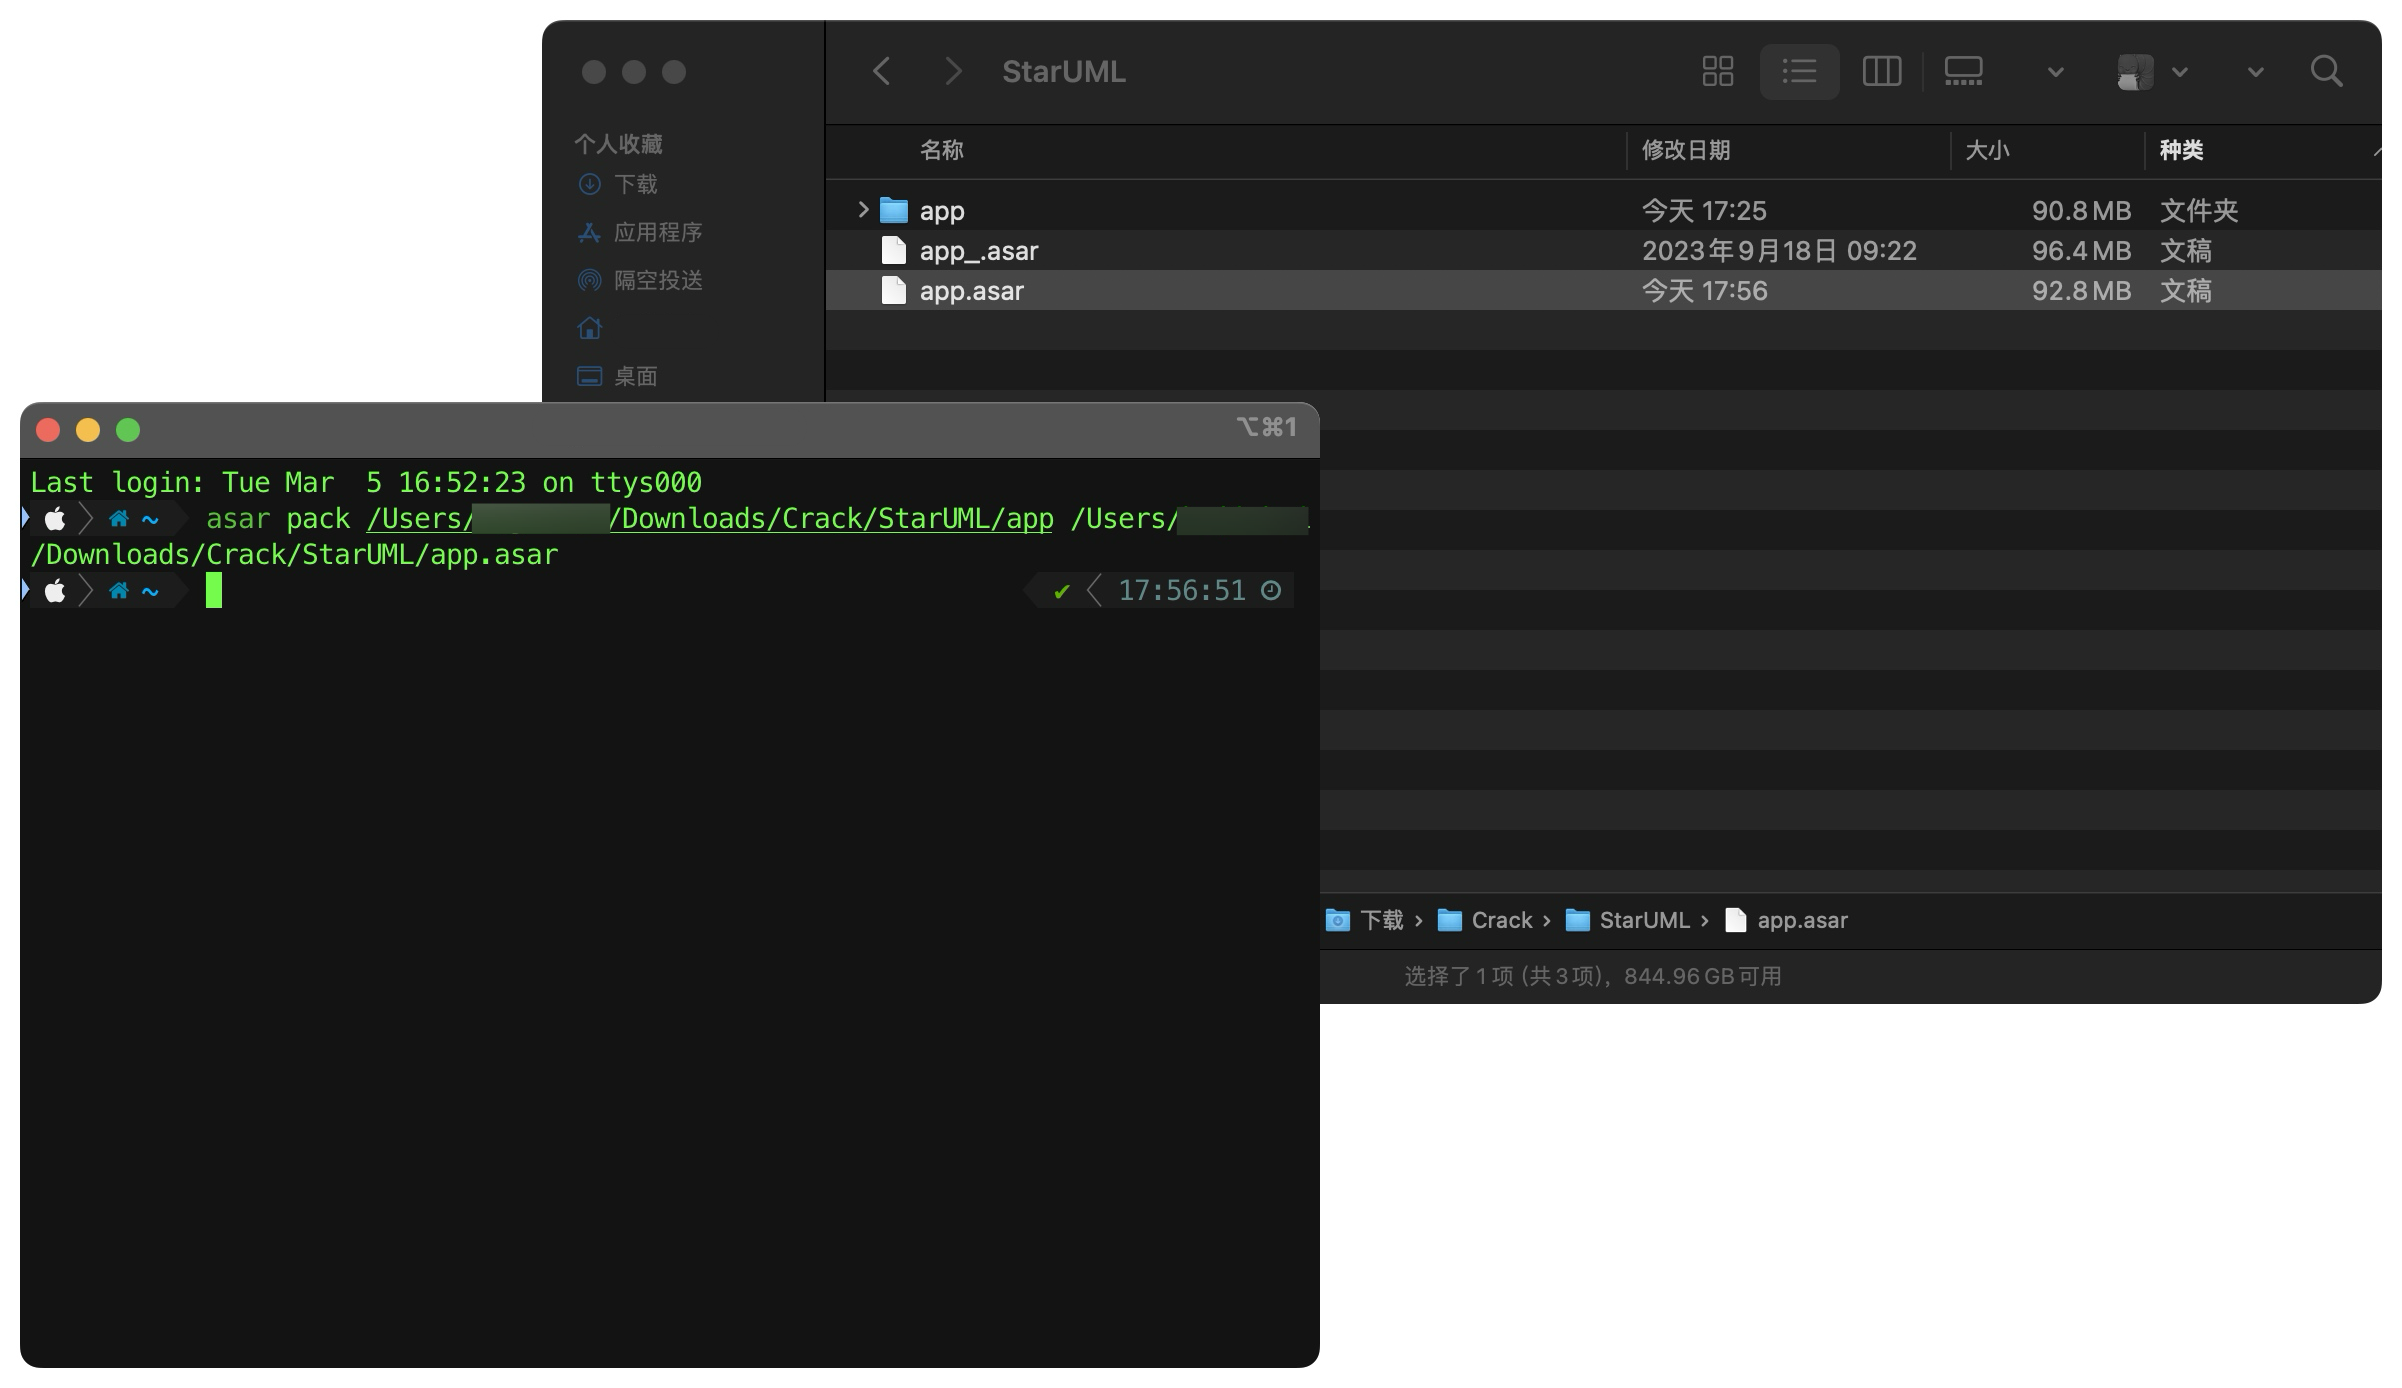 StarUML
个人收藏
下载
应用程序
隔空投送
桌面
名称 修改日期 大小 种类
app 今天 17:25 90.8 MB 文件夹
app_.asar 2023年9月18日 09:22 96.4 MB 文稿
app.asar 今天 17:56 92.8 MB 文稿
下载 › Crack › StarUML › app.asar
选择了1项 (共3项)，844.96 GB可用
⌥⌘1
Last login: Tue Mar  5 16:52:23 on ttys000
~ asar pack /Users/ /Downloads/Crack/StarUML/app /Users/
/Downloads/Crack/StarUML/app.asar
~ ✔ 17:56:51